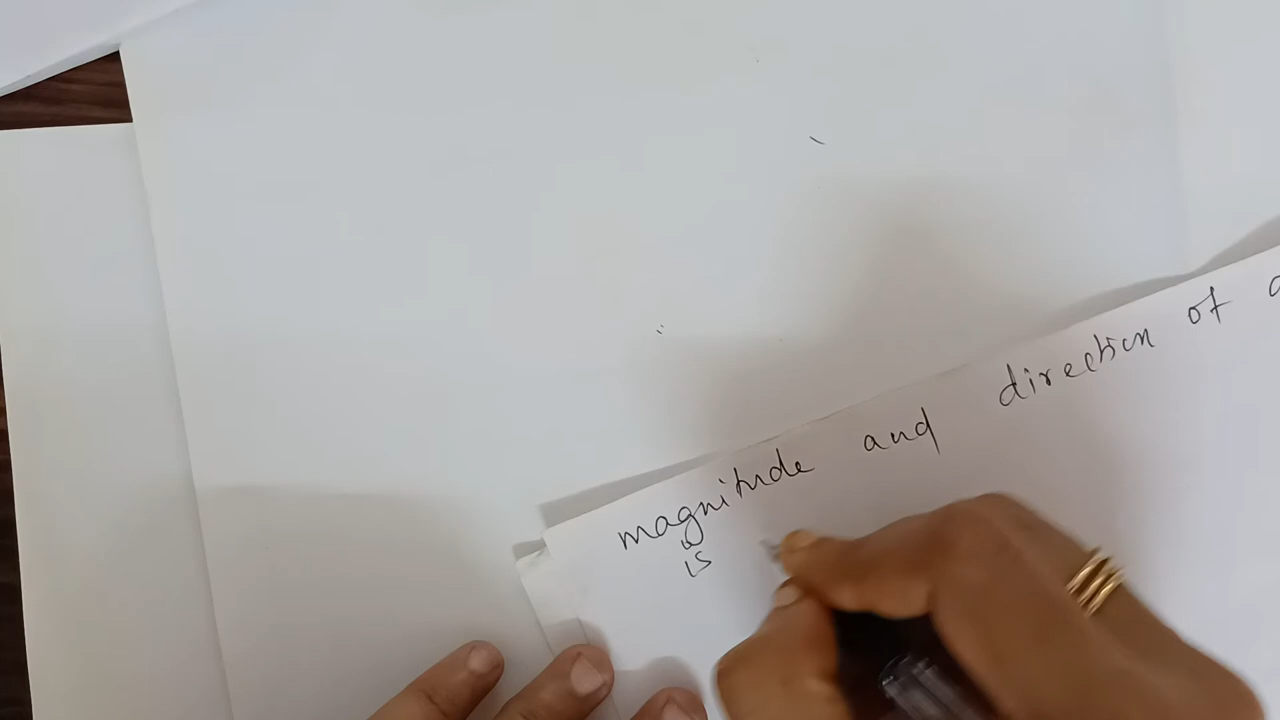 magnitude and direction of
is